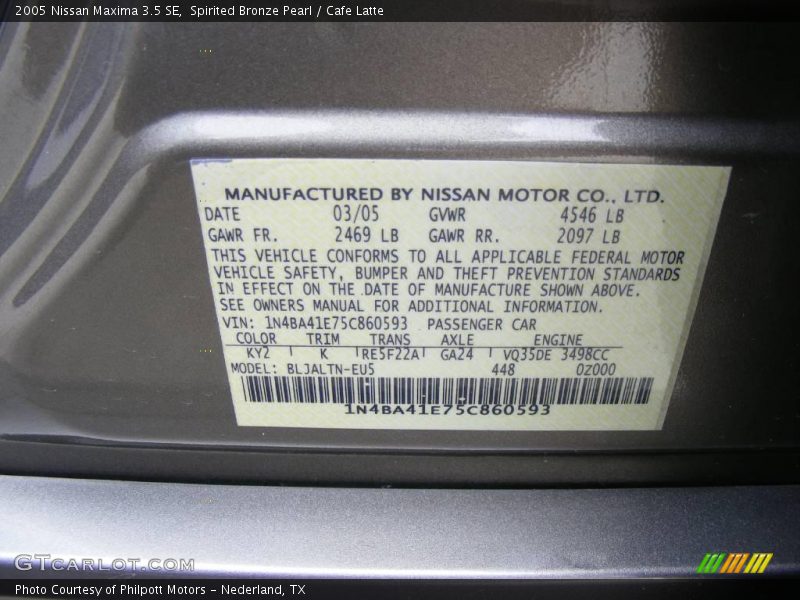 2005 Nissan Maxima 3.5 SE, Spirited Bronze Pearl / Cafe Latte
MANUFACTURED BY NISSAN MOTOR CO., LTD.
DATE 03/05 GVWR 4546 LB
GAWR FR. 2469 LB GAWR RR. 2097 LB
THIS VEHICLE CONFORMS TO ALL APPLICABLE FEDERAL MOTOR
VEHICLE SAFETY, BUMPER AND THEFT PREVENTION STANDARDS
IN EFFECT ON THE DATE OF MANUFACTURE SHOWN ABOVE.
SEE OWNERS MANUAL FOR ADDITIONAL INFORMATION.
VIN: 1N4BA41E75C860593 PASSENGER CAR
COLOR TRIM TRANS AXLE ENGINE
KY2 K RE5F22A GA24 VQ35DE 3498CC
MODEL: BLJALTN-EU5 448 0Z000
1N4BA41E75C860593
GTCARLOT.COM
Photo Courtesy of Philpott Motors - Nederland, TX